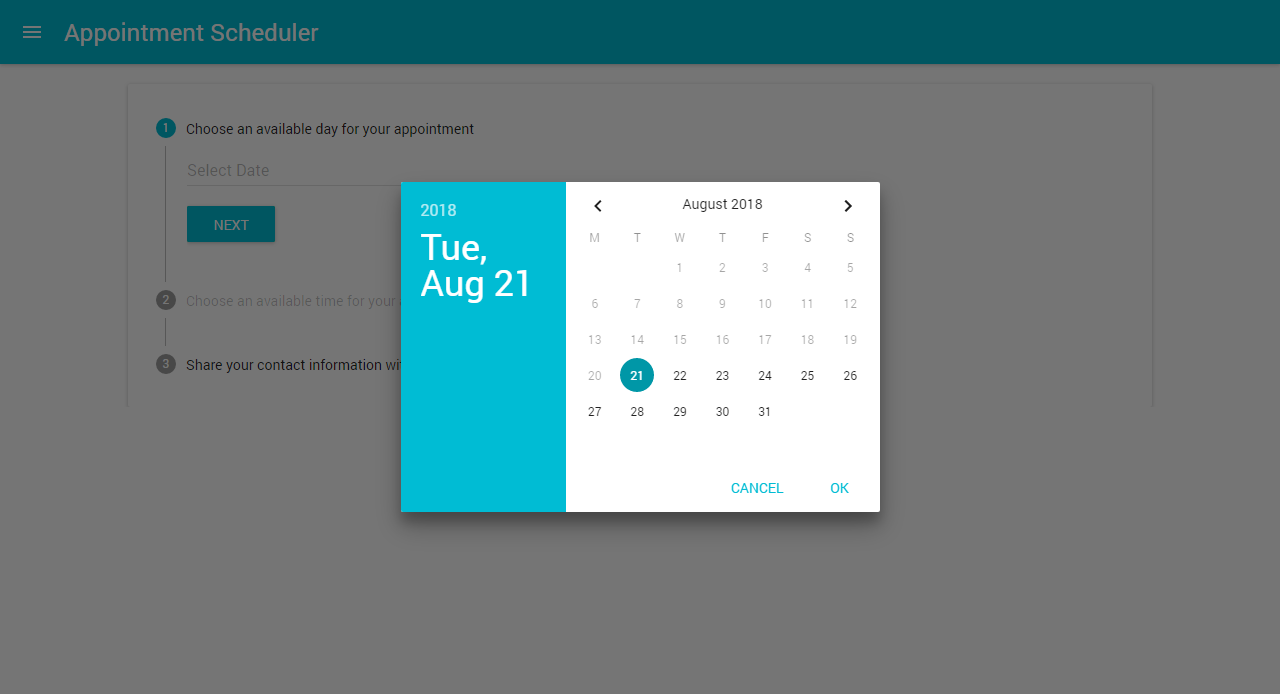 Appointment Scheduler
1 Choose an available day for your appointment
Select Date
NEXT
2 Choose an available time for your
3 Share your contact information
2018
Tue,
Aug 21
August 2018
M T W T F S S
1 2 3 4 5
6 7 8 9 10 11 12
13 14 15 16 17 18 19
20 21 22 23 24 25 26
27 28 29 30 31
CANCEL OK